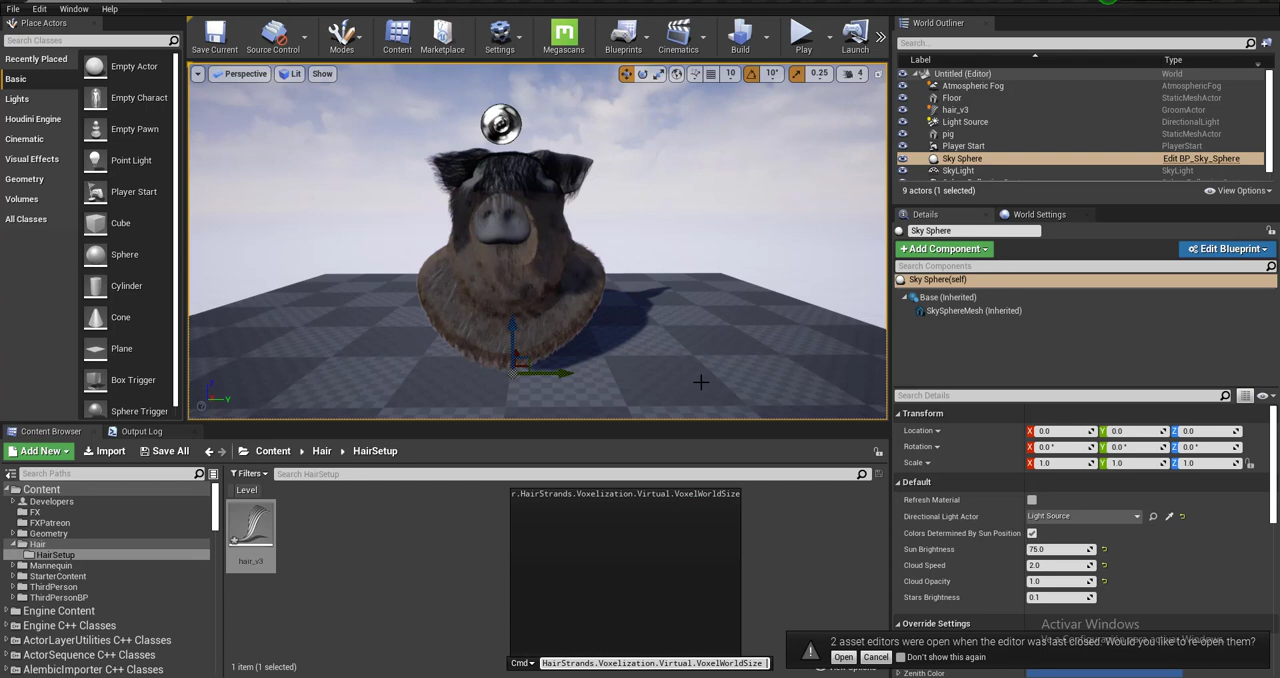 File Edit Window Help
Place Actors
Search Classes
Recently Placed
Basic
Lights
Houdini Engine
Cinematic
Visual Effects
Geometry
Volumes
All Classes
Empty Actor
Empty Charact
Empty Pawn
Point Light
Player Start
Cube
Sphere
Cylinder
Cone
Plane
Box Trigger
Sphere Trigger
Save Current Source Control Modes Content Marketplace Settings Megascans Blueprints Cinematics Build Play Launch
Perspective Lit Show
10 10° 0.25 4
World Outliner
Search...
Label Type
Untitled (Editor) World
Atmospheric Fog AtmosphericFog
Floor StaticMeshActor
hair_v3 GroomActor
Light Source DirectionalLight
pig StaticMeshActor
Player Start PlayerStart
Sky Sphere Edit BP_Sky_Sphere
SkyLight SkyLight
9 actors (1 selected) View Options
Details World Settings
Sky Sphere
+Add Component Edit Blueprint
Search Components
Sky Sphere(self)
Base (Inherited)
SkySphereMesh (Inherited)
Search Details
Transform
Location X 0.0 Y 0.0 Z 0.0
Rotation X 0.0° Y 0.0° Z 0.0°
Scale X 1.0 Y 1.0 Z 1.0
Default
Refresh Material
Directional Light Actor Light Source
Colors Determined By Sun Position
Sun Brightness 75.0
Cloud Speed 2.0
Cloud Opacity 1.0
Stars Brightness 0.1
Override Settings
Zenith Color
Activar Windows
2 asset editors were open when the editor was last closed. Would you like to re-open them?
Open Cancel Don't show this again
Content Browser Output Log
Add New Import Save All Content Hair HairSetup
Search Paths
Filters Search HairSetup
Level
Content
Developers
FX
FXPatreon
Geometry
Hair
HairSetup
Mannequin
StarterContent
ThirdPerson
ThirdPersonBP
Engine Content
Engine C++ Classes
ActorLayerUtilities C++ Classes
ActorSequence C++ Classes
AlembicImporter C++ Classes
hair_v3
1 item (1 selected)
r.HairStrands.Voxelization.Virtual.VoxelWorldSize
Cmd HairStrands.Voxelization.Virtual.VoxelWorldSize